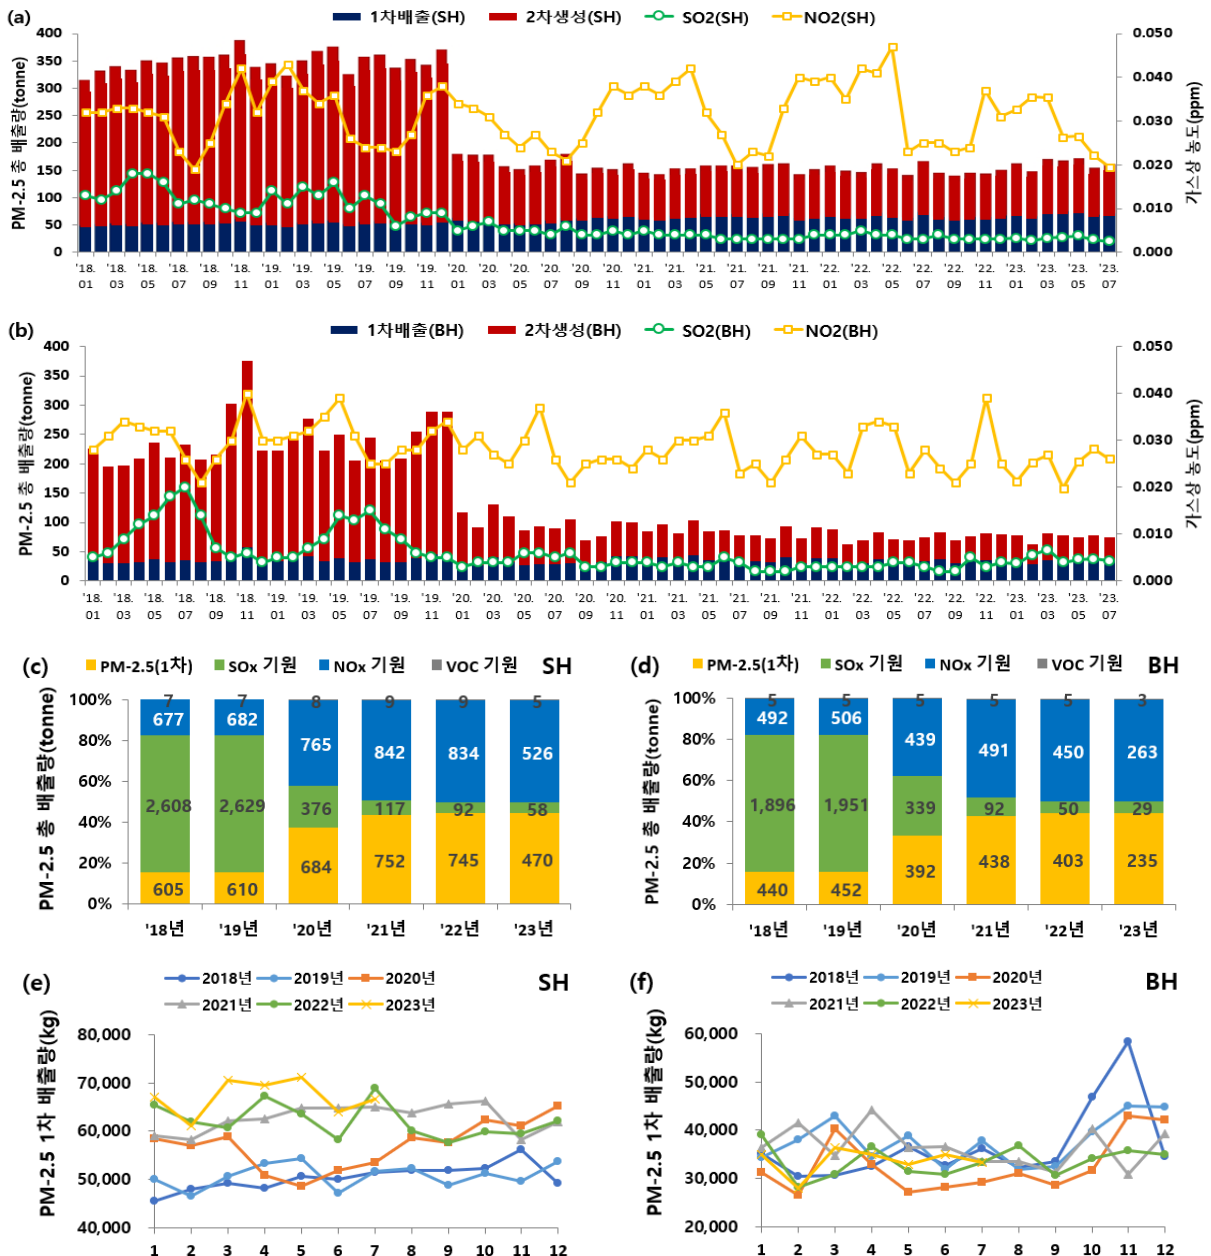 (a)
1차배출(SH) 2차생성(SH) SO2(SH) NO2(SH)
PM-2.5 총 배출량(tonne)
400 350 300 250 200 150 100 50 0
0.050 0.040 0.030 0.020 0.010 0.000
가스상 농도(ppm)
'18. '18. '18. '18. '18. '18. '19. '19. '19. '19. '19. '19. '20. '20. '20. '20. '20. '20. '21. '21. '21. '21. '21. '21. '22. '22. '22. '22. '22. '22. '23. '23. '23. '23.
01 03 05 07 09 11 01 03 05 07 09 11 01 03 05 07 09 11 01 03 05 07 09 11 01 03 05 07 09 11 01 03 05 07
(b)
1차배출(BH) 2차생성(BH) SO2(BH) NO2(BH)
PM-2.5 총 배출량(tonne)
400 350 300 250 200 150 100 50 0
0.050 0.040 0.030 0.020 0.010 0.000
가스상 농도(ppm)
'18. '18. '18. '18. '18. '18. '19. '19. '19. '19. '19. '19. '20. '20. '20. '20. '20. '20. '21. '21. '21. '21. '21. '21. '22. '22. '22. '22. '22. '22. '23. '23. '23. '23.
01 03 05 07 09 11 01 03 05 07 09 11 01 03 05 07 09 11 01 03 05 07 09 11 01 03 05 07 09 11 01 03 05 07
(c)
PM-2.5(1차) SOx 기원 NOx 기원 VOC 기원 SH
PM-2.5 총 배출량(tonne)
100% 80% 60% 40% 20% 0%
7 7 8 9 9 5
677 682 765 842 834 526
2,608 2,629 376 117 92 58
605 610 684 752 745 470
'18년 '19년 '20년 '21년 '22년 '23년
(d)
PM-2.5(1차) SOx 기원 NOx 기원 VOC 기원 BH
PM-2.5 총 배출량(tonne)
100% 80% 60% 40% 20% 0%
5 5 5 5 5 3
492 506 439 491 450 263
1,896 1,951 339 92 50 29
440 452 392 438 403 235
'18년 '19년 '20년 '21년 '22년 '23년
(e)
2018년 2019년 2020년
2021년 2022년 2023년
SH
PM-2.5 1차 배출량(kg)
80,000 70,000 60,000 50,000 40,000
1 2 3 4 5 6 7 8 9 10 11 12
(f)
2018년 2019년 2020년
2021년 2022년 2023년
BH
PM-2.5 1차 배출량(kg)
60,000 50,000 40,000 30,000 20,000
1 2 3 4 5 6 7 8 9 10 11 12